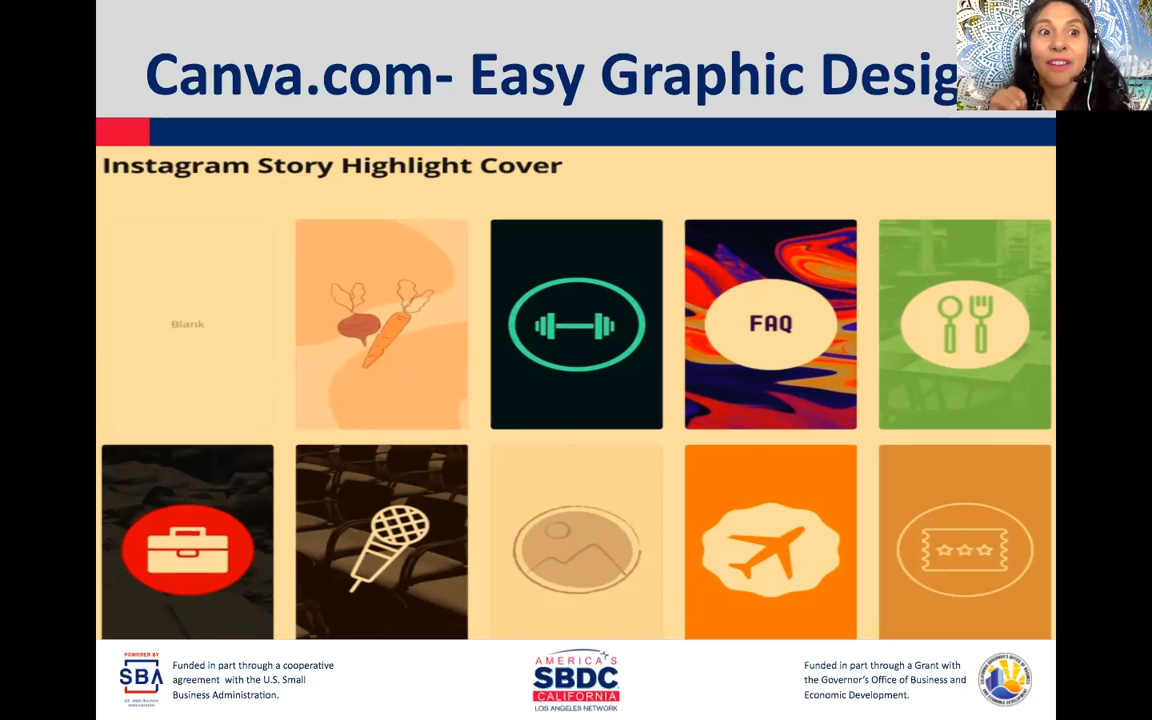 Canva.com- Easy Graphic Desig
Instagram Story Highlight Cover
Blank
FAQ
POWERED BY
SBA
Funded in part through a cooperative
agreement with the U.S. Small
Business Administration.
AMERICA'S
SBDC
CALIFORNIA
LOS ANGELES NETWORK
Funded in part through a Grant with
the Governor's Office of Business and
Economic Development.